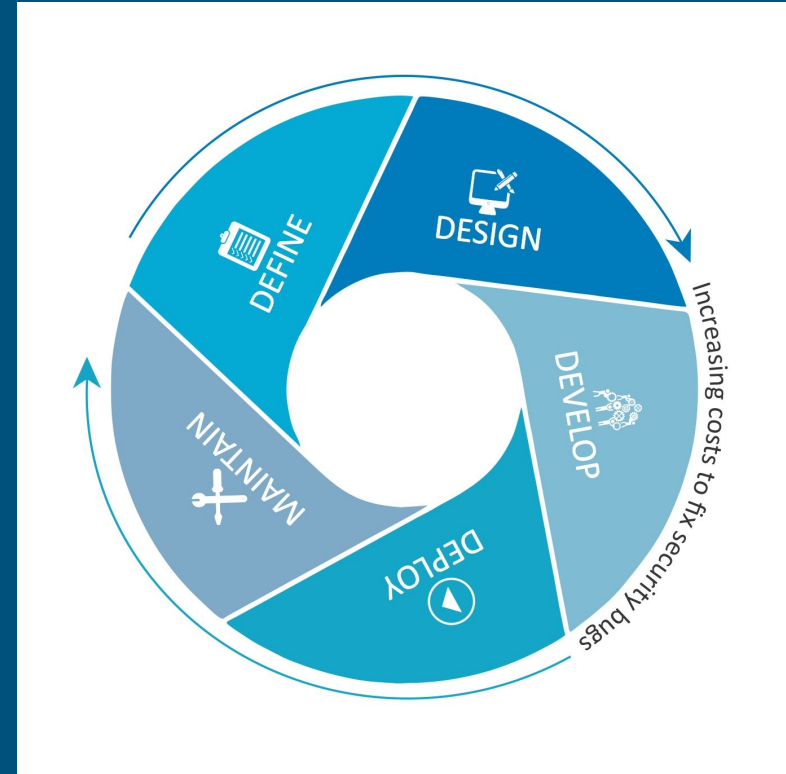 DEFINE
DESIGN
DEVELOP
DEPLOY
MAINTAIN
Increasing costs to fix security bugs